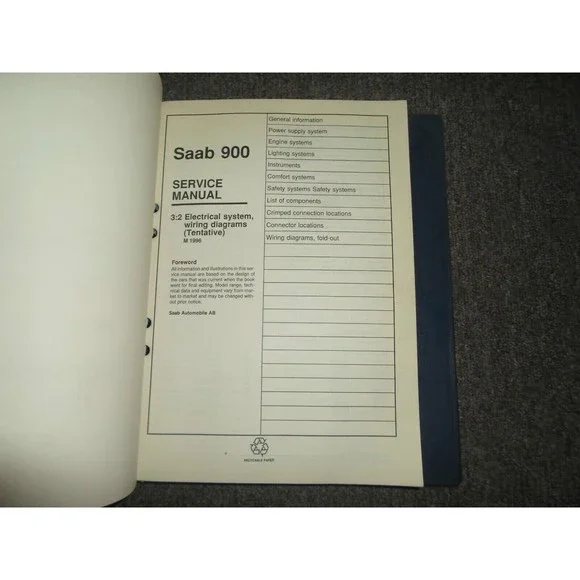 Saab 900
SERVICE
MANUAL
3:2 Electrical system,
wiring diagrams
(Tentative)
M 1996
Foreword
All information and illustrations in this ser-
vice manual are based on the design of
the cars that was current when the book
went for final editing. Model range, tech-
nical data and equipment vary from mar-
ket to market and may be changed with-
out prior notice.
Saab Automobile AB
General information
Power supply system
Engine systems
Lighting systems
Instruments
Comfort systems
Safety systems Safety systems
List of components
Crimped connection locations
Connector locations
Wiring diagrams, fold-out
RECYCABLE PAPER